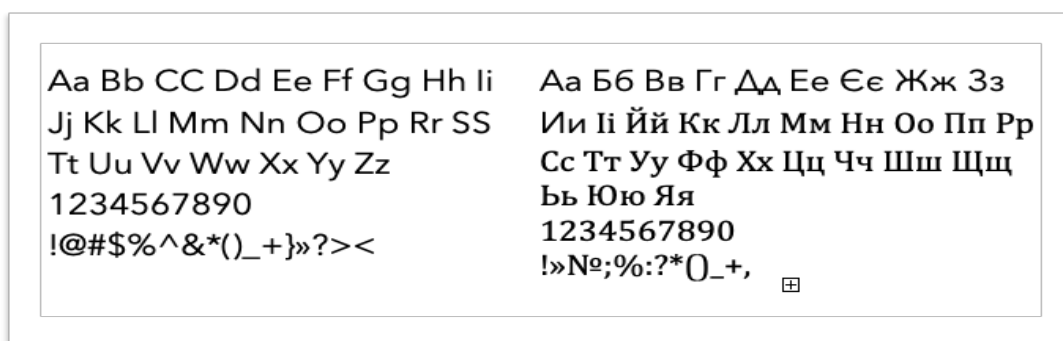 Aa Bb CC Dd Ee Ff Gg Hh Ii
Jj Kk Ll Mm Nn Oo Pp Rr SS
Tt Uu Vv Ww Xx Yy Zz
1234567890
!@#$%^&*()_+}»?><
Аа Бб Вв Гг Дд Ее Єє Жж Зз
Ии Іі Йй Кк Лл Мм Нн Оо Пп Рр
Сс Тт Уу Фф Хх Цц Чч Шш Щщ
Ьь Юю Яя
1234567890
!»№;%:?*()_+,